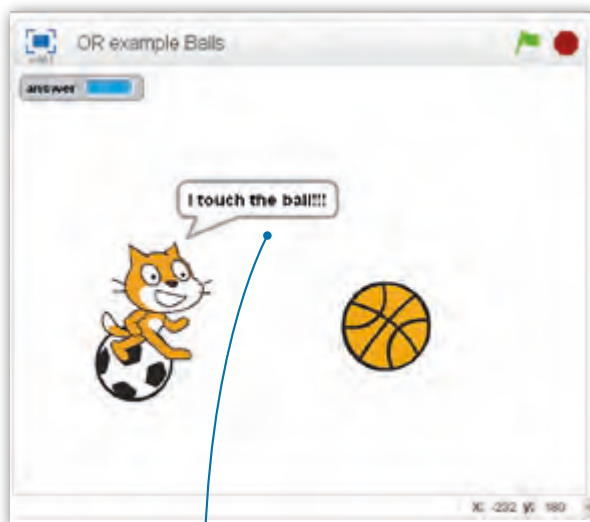 OR example Balls
answer
I touch the ball!!!
X: -232 y: 180